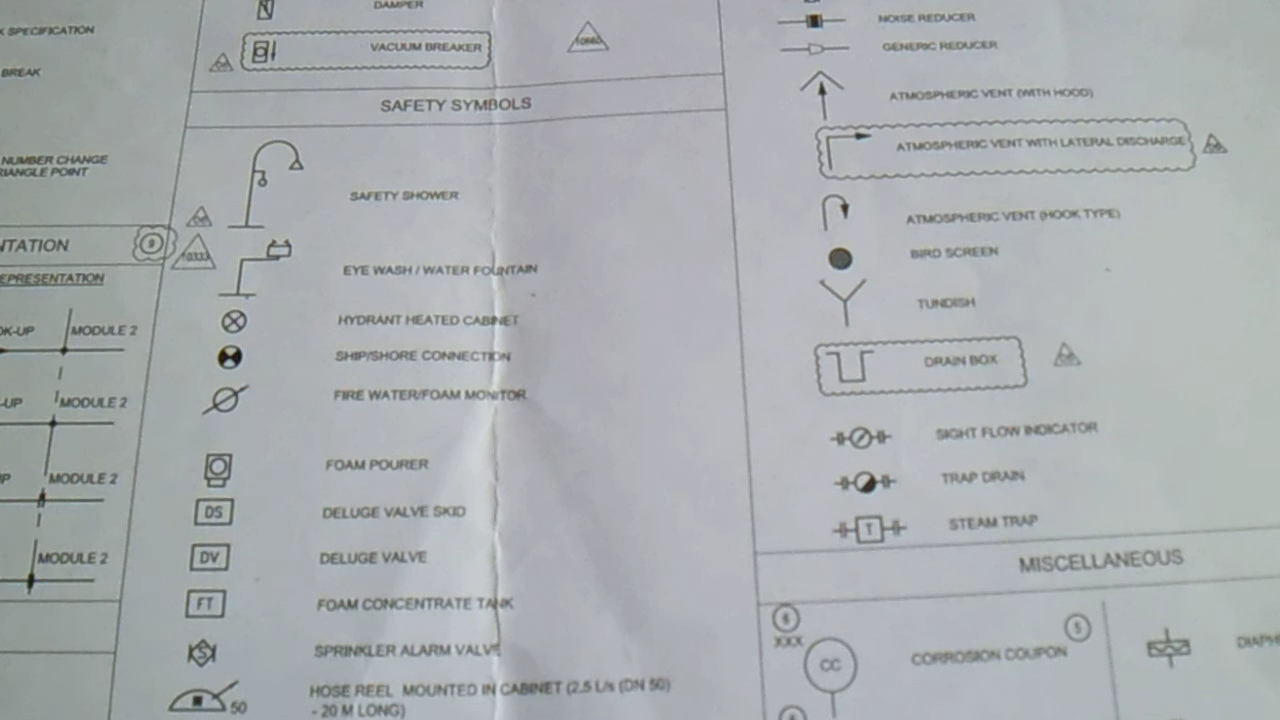 K SPECIFICATION
BREAK
NUMBER CHANGE
RIANGLE POINT
NTATION
9
EPRESENTATION
OK-UP
MODULE 2
-UP
MODULE 2
P
MODULE 2
MODULE 2
DAMPER
VACUUM BREAKER
SAFETY SYMBOLS
SAFETY SHOWER
10333
EYE WASH / WATER FOUNTAIN
HYDRANT HEATED CABINET
SHIP/SHORE CONNECTION
FIRE WATER/FOAM MONITOR
FOAM POURER
DS
DELUGE VALVE SKID
DV
DELUGE VALVE
FT
FOAM CONCENTRATE TANK
S
SPRINKLER ALARM VALVE
50
HOSE REEL MOUNTED IN CABINET (2.5 L/s (DN 50)
- 20 M LONG)
NOISE REDUCER
GENERIC REDUCER
ATMOSPHERIC VENT (WITH HOOD)
ATMOSPHERIC VENT WITH LATERAL DISCHARGE
ATMOSPHERIC VENT (HOOK TYPE)
BIRD SCREEN
TUNDISH
DRAIN BOX
SIGHT FLOW INDICATOR
TRAP DRAIN
T
STEAM TRAP
MISCELLANEOUS
XXX
CC
CORROSION COUPON
5
DIAPH